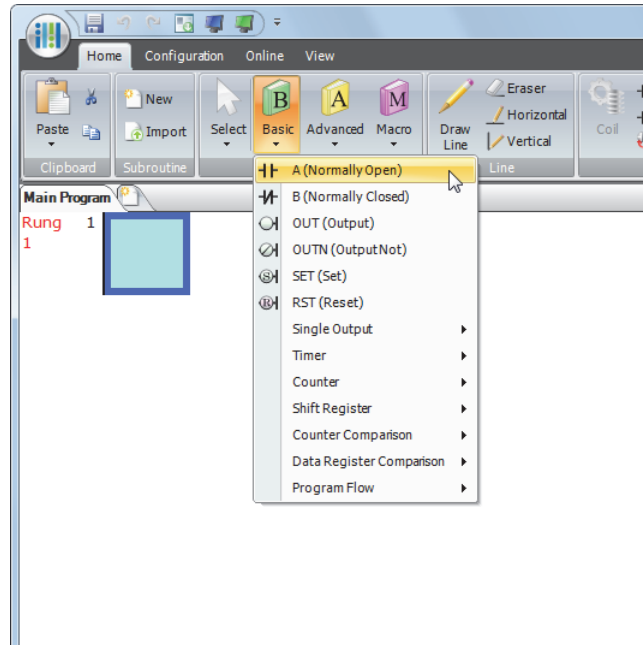 Home Configuration Online View
Paste
Clipboard
New
Import
Subroutine
Select
B
Basic
A
Advanced
M
Macro
Draw
Line
Eraser
Horizontal
Vertical
Line
Coil
A (Normally Open)
B (Normally Closed)
OUT (Output)
OUTN (Output Not)
S SET (Set)
R RST (Reset)
Single Output
Timer
Counter
Shift Register
Counter Comparison
Data Register Comparison
Program Flow
Main Program
Rung 1
1